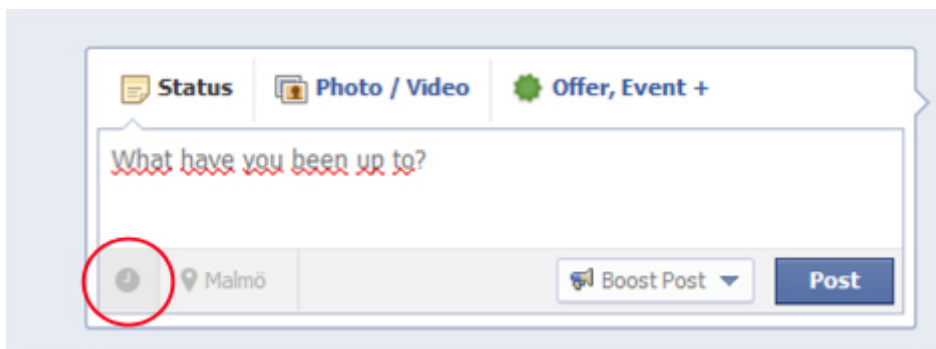 Status Photo / Video Offer, Event +
What have you been up to?
Malmö Boost Post Post